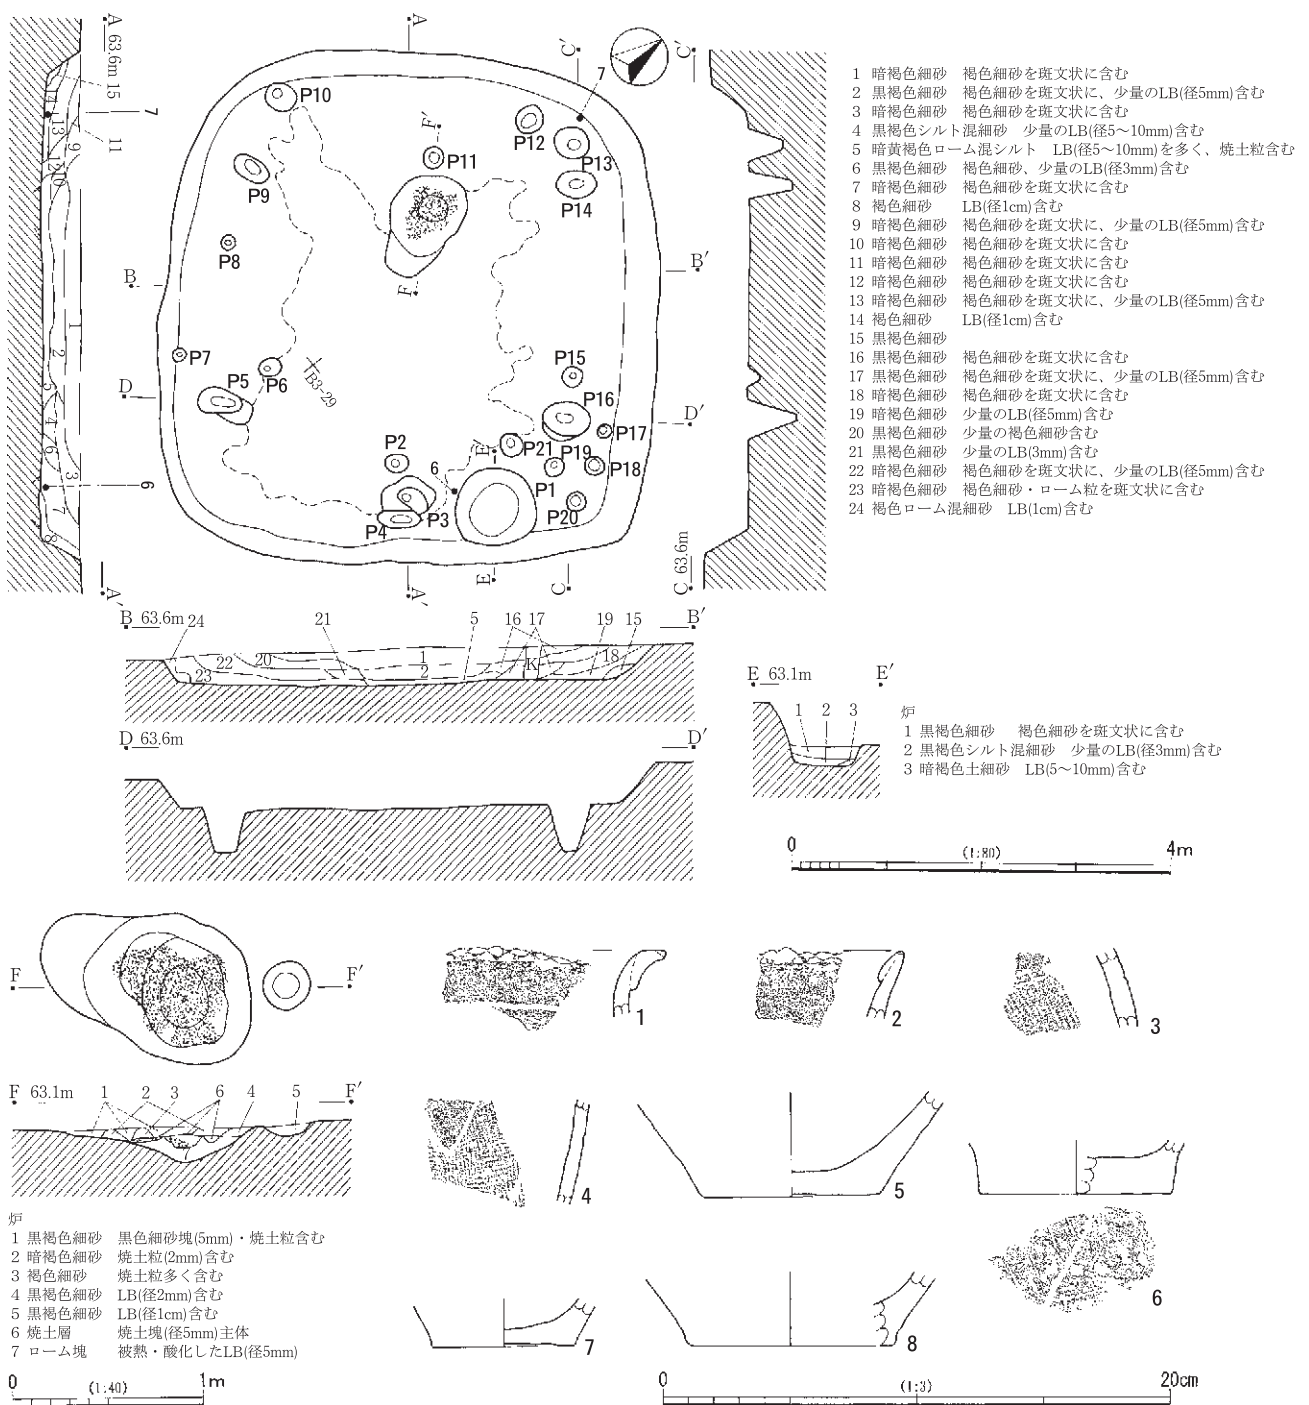 A
63.6m
15
7
14
13
11
9
12
10
1
2
5
4
6
3
6
7
8
A′
A
C′
7
C′
P10
F′
P12
P11
P13
P9
P14
P8
B
B′
F
P7
P15
P6
P5
B3-29
D
P16
D′
P17
P2
E′
P21
P19
P18
6
P1
P3
P20
P4
E
C
A′
C 63.6m
1 暗褐色細砂 褐色細砂を斑文状に含む
2 黒褐色細砂 褐色細砂を斑文状に、少量のLB(径5mm)含む
3 暗褐色細砂 褐色細砂を斑文状に含む
4 黒褐色シルト混細砂 少量のLB(径5～10mm)含む
5 暗黄褐色ローム混シルト LB(径5～10mm)を多く、焼土粒含む
6 黒褐色細砂 褐色細砂、少量のLB(径3mm)含む
7 暗褐色細砂 褐色細砂を斑文状に含む
8 褐色細砂 LB(径1cm)含む
9 暗褐色細砂 褐色細砂を斑文状に、少量のLB(径5mm)含む
10 暗褐色細砂 褐色細砂を斑文状に含む
11 暗褐色細砂 褐色細砂を斑文状に含む
12 暗褐色細砂 褐色細砂を斑文状に含む
13 暗褐色細砂 褐色細砂を斑文状に、少量のLB(径5mm)含む
14 褐色細砂 LB(径1cm)含む
15 黒褐色細砂
16 黒褐色細砂 褐色細砂を斑文状に含む
17 黒褐色細砂 褐色細砂を斑文状に、少量のLB(径5mm)含む
18 暗褐色細砂 褐色細砂を斑文状に含む
19 暗褐色細砂 少量のLB(径5mm)含む
20 黒褐色細砂 少量の褐色細砂含む
21 黒褐色細砂 少量のLB(3mm)含む
22 暗褐色細砂 褐色細砂を斑文状に、少量のLB(径5mm)含む
23 暗褐色細砂 褐色細砂・ローム粒を斑文状に含む
24 褐色ローム混細砂 LB(1cm)含む
B 63.6m 24 21 5 16 17 19 15 B′
22 20 1 K 18
23 2
D 63.6m D′
E 63.1m E′
1 2 3
炉
1 黒褐色細砂 褐色細砂を斑文状に含む
2 黒褐色シルト混細砂 少量のLB(径3mm)含む
3 暗褐色土細砂 LB(5～10mm)含む
0 (1:80) 4m
F F′
1
2
3
F 63.1m 1 2 3 6 4 5 F′
7
4
5
炉
1 黒褐色細砂 黒色細砂塊(5mm)・焼土粒含む
2 暗褐色細砂 焼土粒(2mm)含む
3 褐色細砂 焼土粒多く含む
4 黒褐色細砂 LB(径2mm)含む
5 黒褐色細砂 LB(径1cm)含む
6 焼土層 焼土塊(径5mm)主体
7 ローム塊 被熱・酸化したLB(径5mm)
6
7
8
0 (1:40) 1m
0 (1:3) 20cm